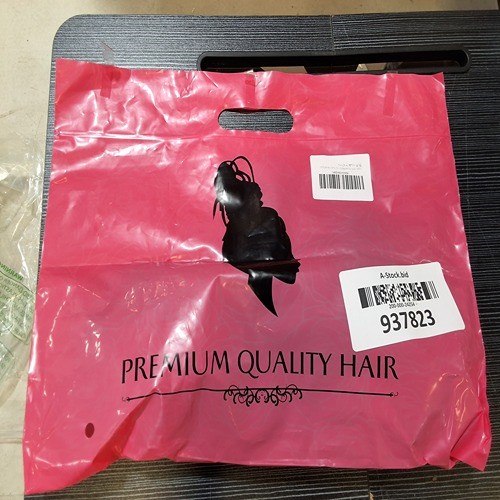 A-Stock.bid
937823
PREMIUM QUALITY HAIR